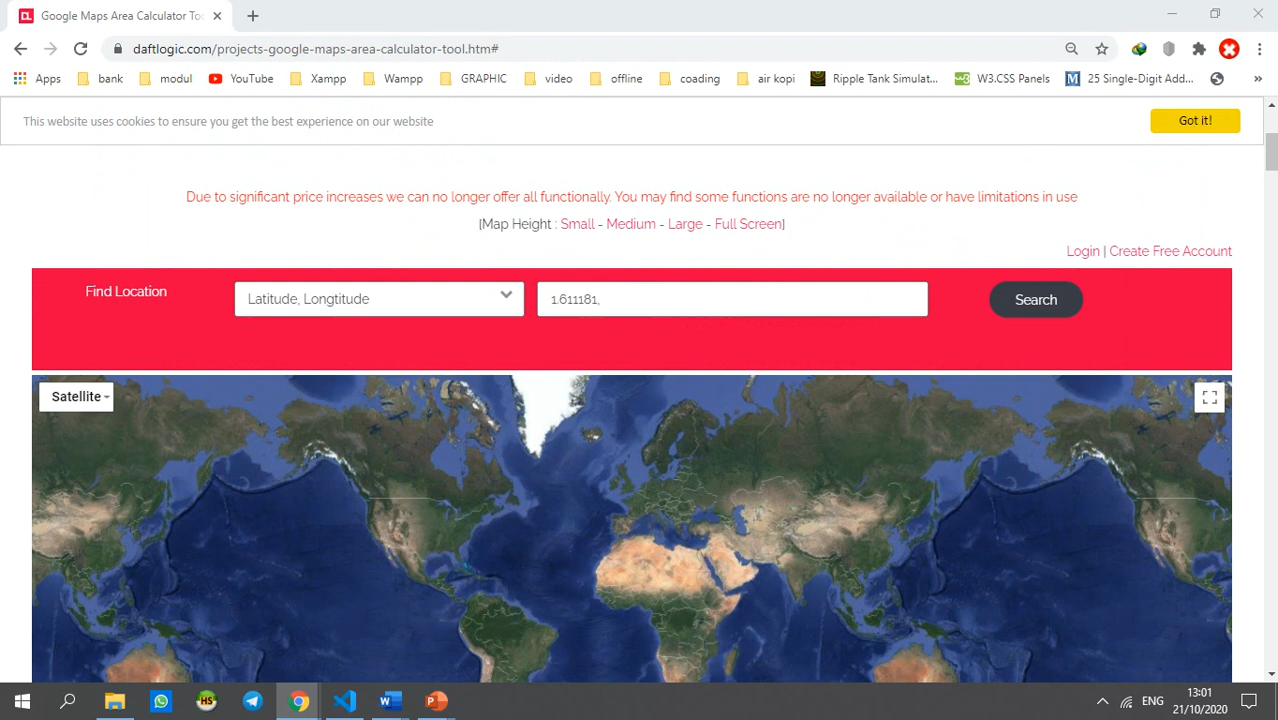 Google Maps Area Calculator Too
daftlogic.com/projects-google-maps-area-calculator-tool.htm#
Apps bank modul YouTube Xampp Wampp GRAPHIC video offline coading air kopi Ripple Tank Simulat... W3.CSS Panels 25 Single-Digit Add... »
This website uses cookies to ensure you get the best experience on our website Got it!
Due to significant price increases we can no longer offer all functionally. You may find some functions are no longer available or have limitations in use
[Map Height : Small - Medium - Large - Full Screen]
Login | Create Free Account
Find Location Latitude, Longtitude 1.611181, Search
Satellite
13:01
ENG
21/10/2020